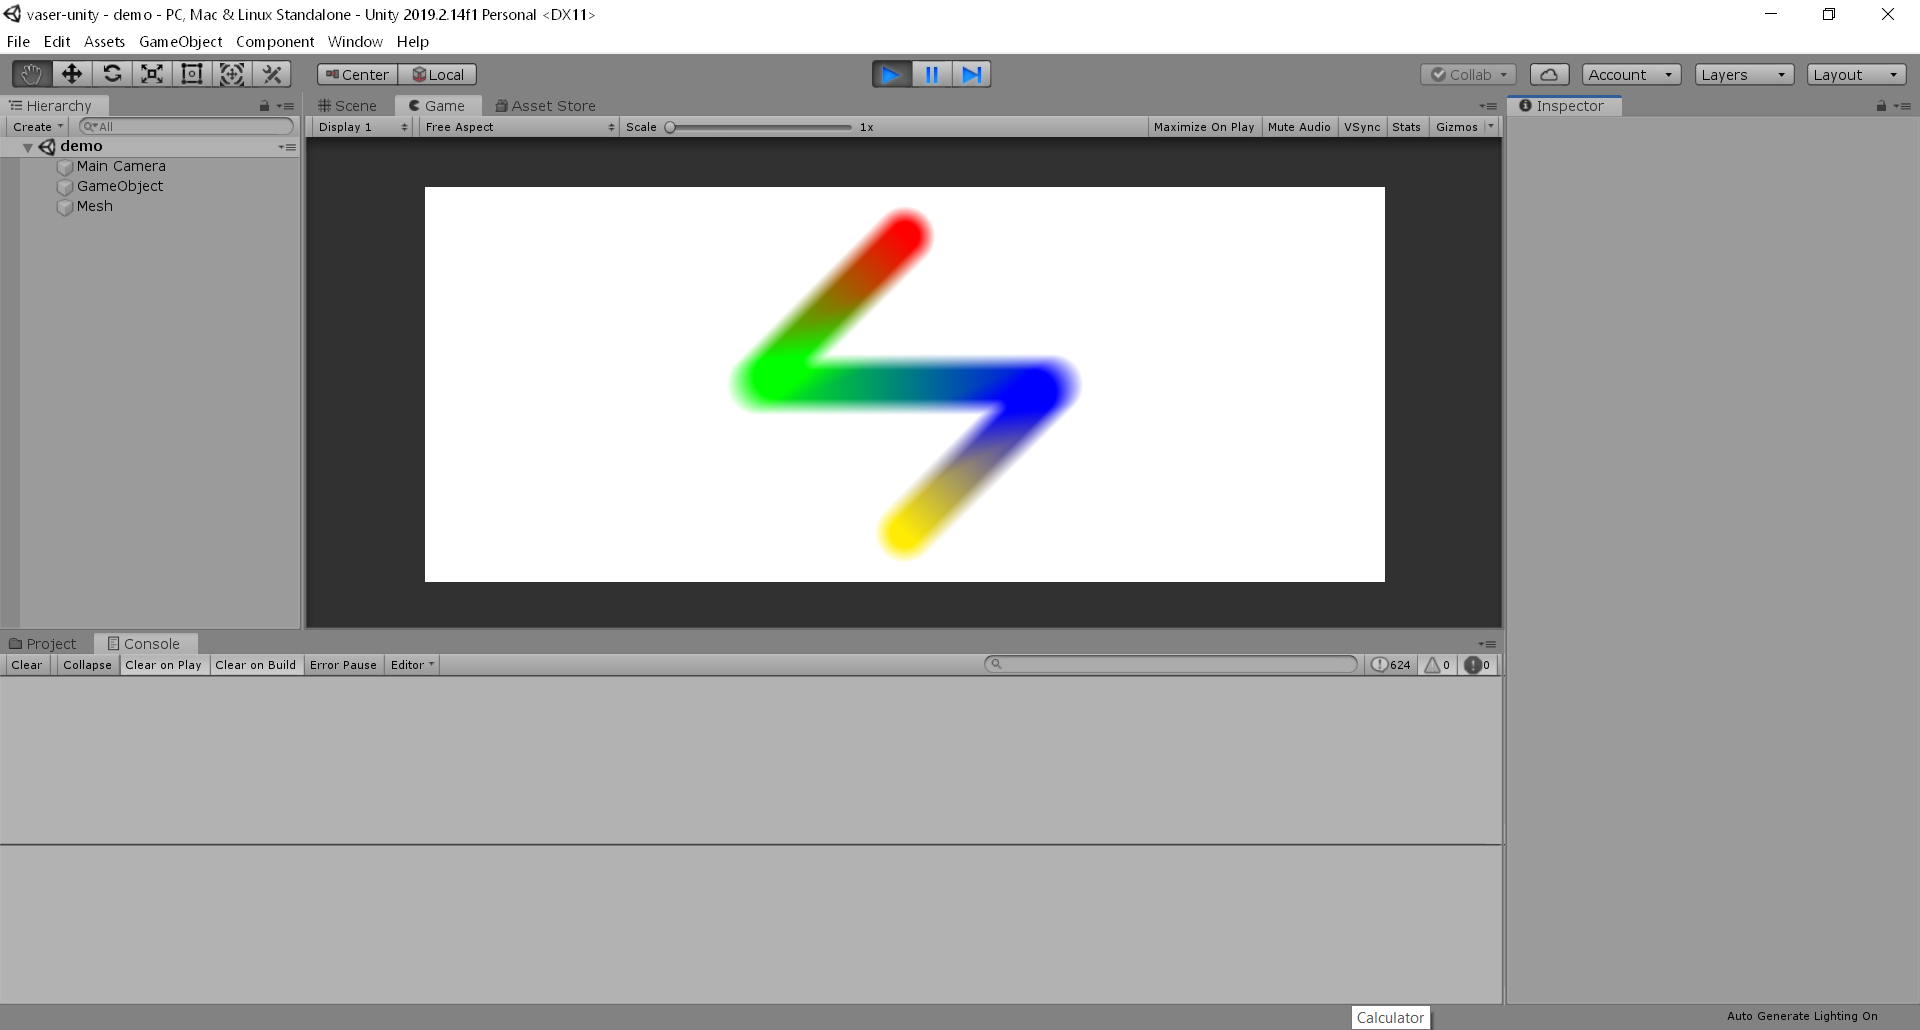 vaser-unity - demo - PC, Mac & Linux Standalone - Unity 2019.2.14f1 Personal <DX11>
File Edit Assets GameObject Component Window Help
Center Local Collab Account Layers Layout
Hierarchy Scene Game Asset Store Inspector
Create All Display 1 Free Aspect Scale 1x Maximize On Play Mute Audio VSync Stats Gizmos
demo
Main Camera
GameObject
Mesh
Project Console
Clear Collapse Clear on Play Clear on Build Error Pause Editor 624 0 0
Calculator Auto Generate Lighting On